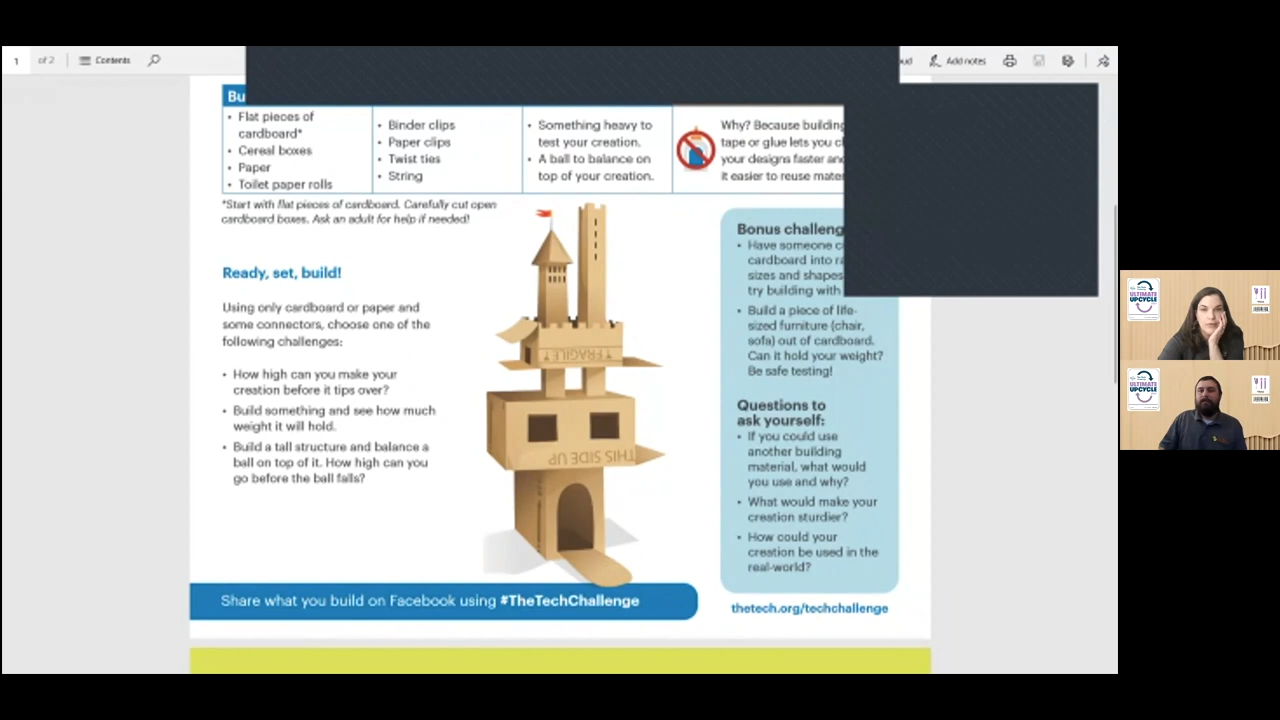 1 of 2 Contents Add notes
Flat pieces of
cardboard*
• Cereal boxes
• Paper
• Toilet paper rolls
• Binder clips
• Paper clips
• Twist ties
• String
• Something heavy to
test your creation.
• A ball to balance on
top of your creation.
Why? Because building
tape or glue lets you
your designs faster
it easier to reuse
*Start with flat pieces of cardboard. Carefully cut open
cardboard boxes. Ask an adult for help if needed!
Ready, set, build!
Using only cardboard or paper and
some connectors, choose one of the
following challenges:
• How high can you make your
creation before it tips over?
• Build something and see how much
weight it will hold.
• Build a tall structure and balance a
ball on top of it. How high can you
go before the ball falls?
FRAGILE
THIS SIDE UP
Bonus
• Have someone
cardboard into
sizes and shapes
try building with
• Build a piece of life-
sized furniture (chair,
sofa) out of cardboard.
Can it hold your weight?
Be safe testing!
Questions to
ask yourself:
• If you could use
another building
material, what would
you use and why?
• What would make your
creation sturdier?
• How could your
creation be used in the
real-world?
Share what you build on Facebook using #TheTechChallenge
thetech.org/techchallenge
ULTIMATE
UPCYCLE
ULTIMATE
UPCYCLE